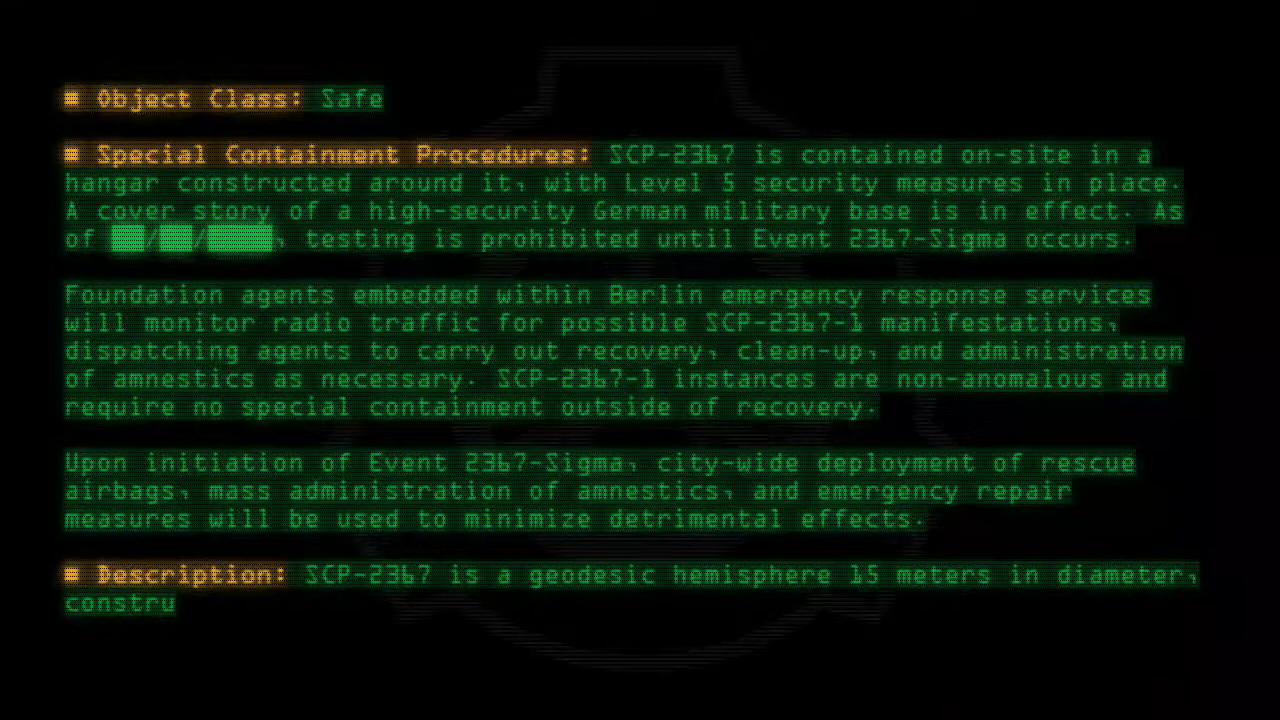 ■ Object Class: Safe
■ Special Containment Procedures: SCP-2367 is contained on-site in a
hangar constructed around it, with Level 5 security measures in place.
A cover story of a high-security German military base is in effect. As
of ██/██/████, testing is prohibited until Event 2367-Sigma occurs.
Foundation agents embedded within Berlin emergency response services
will monitor radio traffic for possible SCP-2367-1 manifestations,
dispatching agents to carry out recovery, clean-up, and administration
of amnestics as necessary. SCP-2367-1 instances are non-anomalous and
require no special containment outside of recovery.
Upon initiation of Event 2367-Sigma, city-wide deployment of rescue
airbags, mass administration of amnestics, and emergency repair
measures will be used to minimize detrimental effects.
■ Description: SCP-2367 is a geodesic hemisphere 15 meters in diameter,
constru